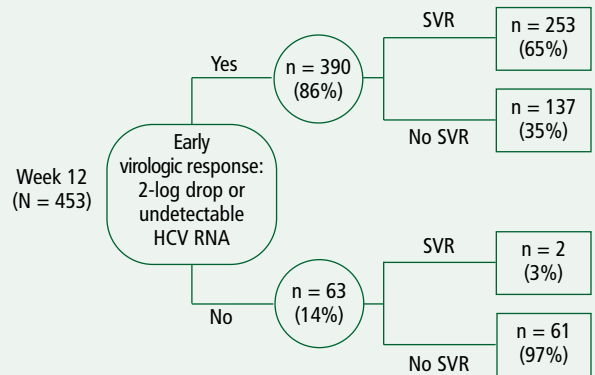 Week 12
(N = 453)
Early
virologic response:
2-log drop or
undetectable
HCV RNA
Yes
n = 390
(86%)
SVR
n = 253
(65%)
No SVR
n = 137
(35%)
No
n = 63
(14%)
SVR
n = 2
(3%)
No SVR
n = 61
(97%)